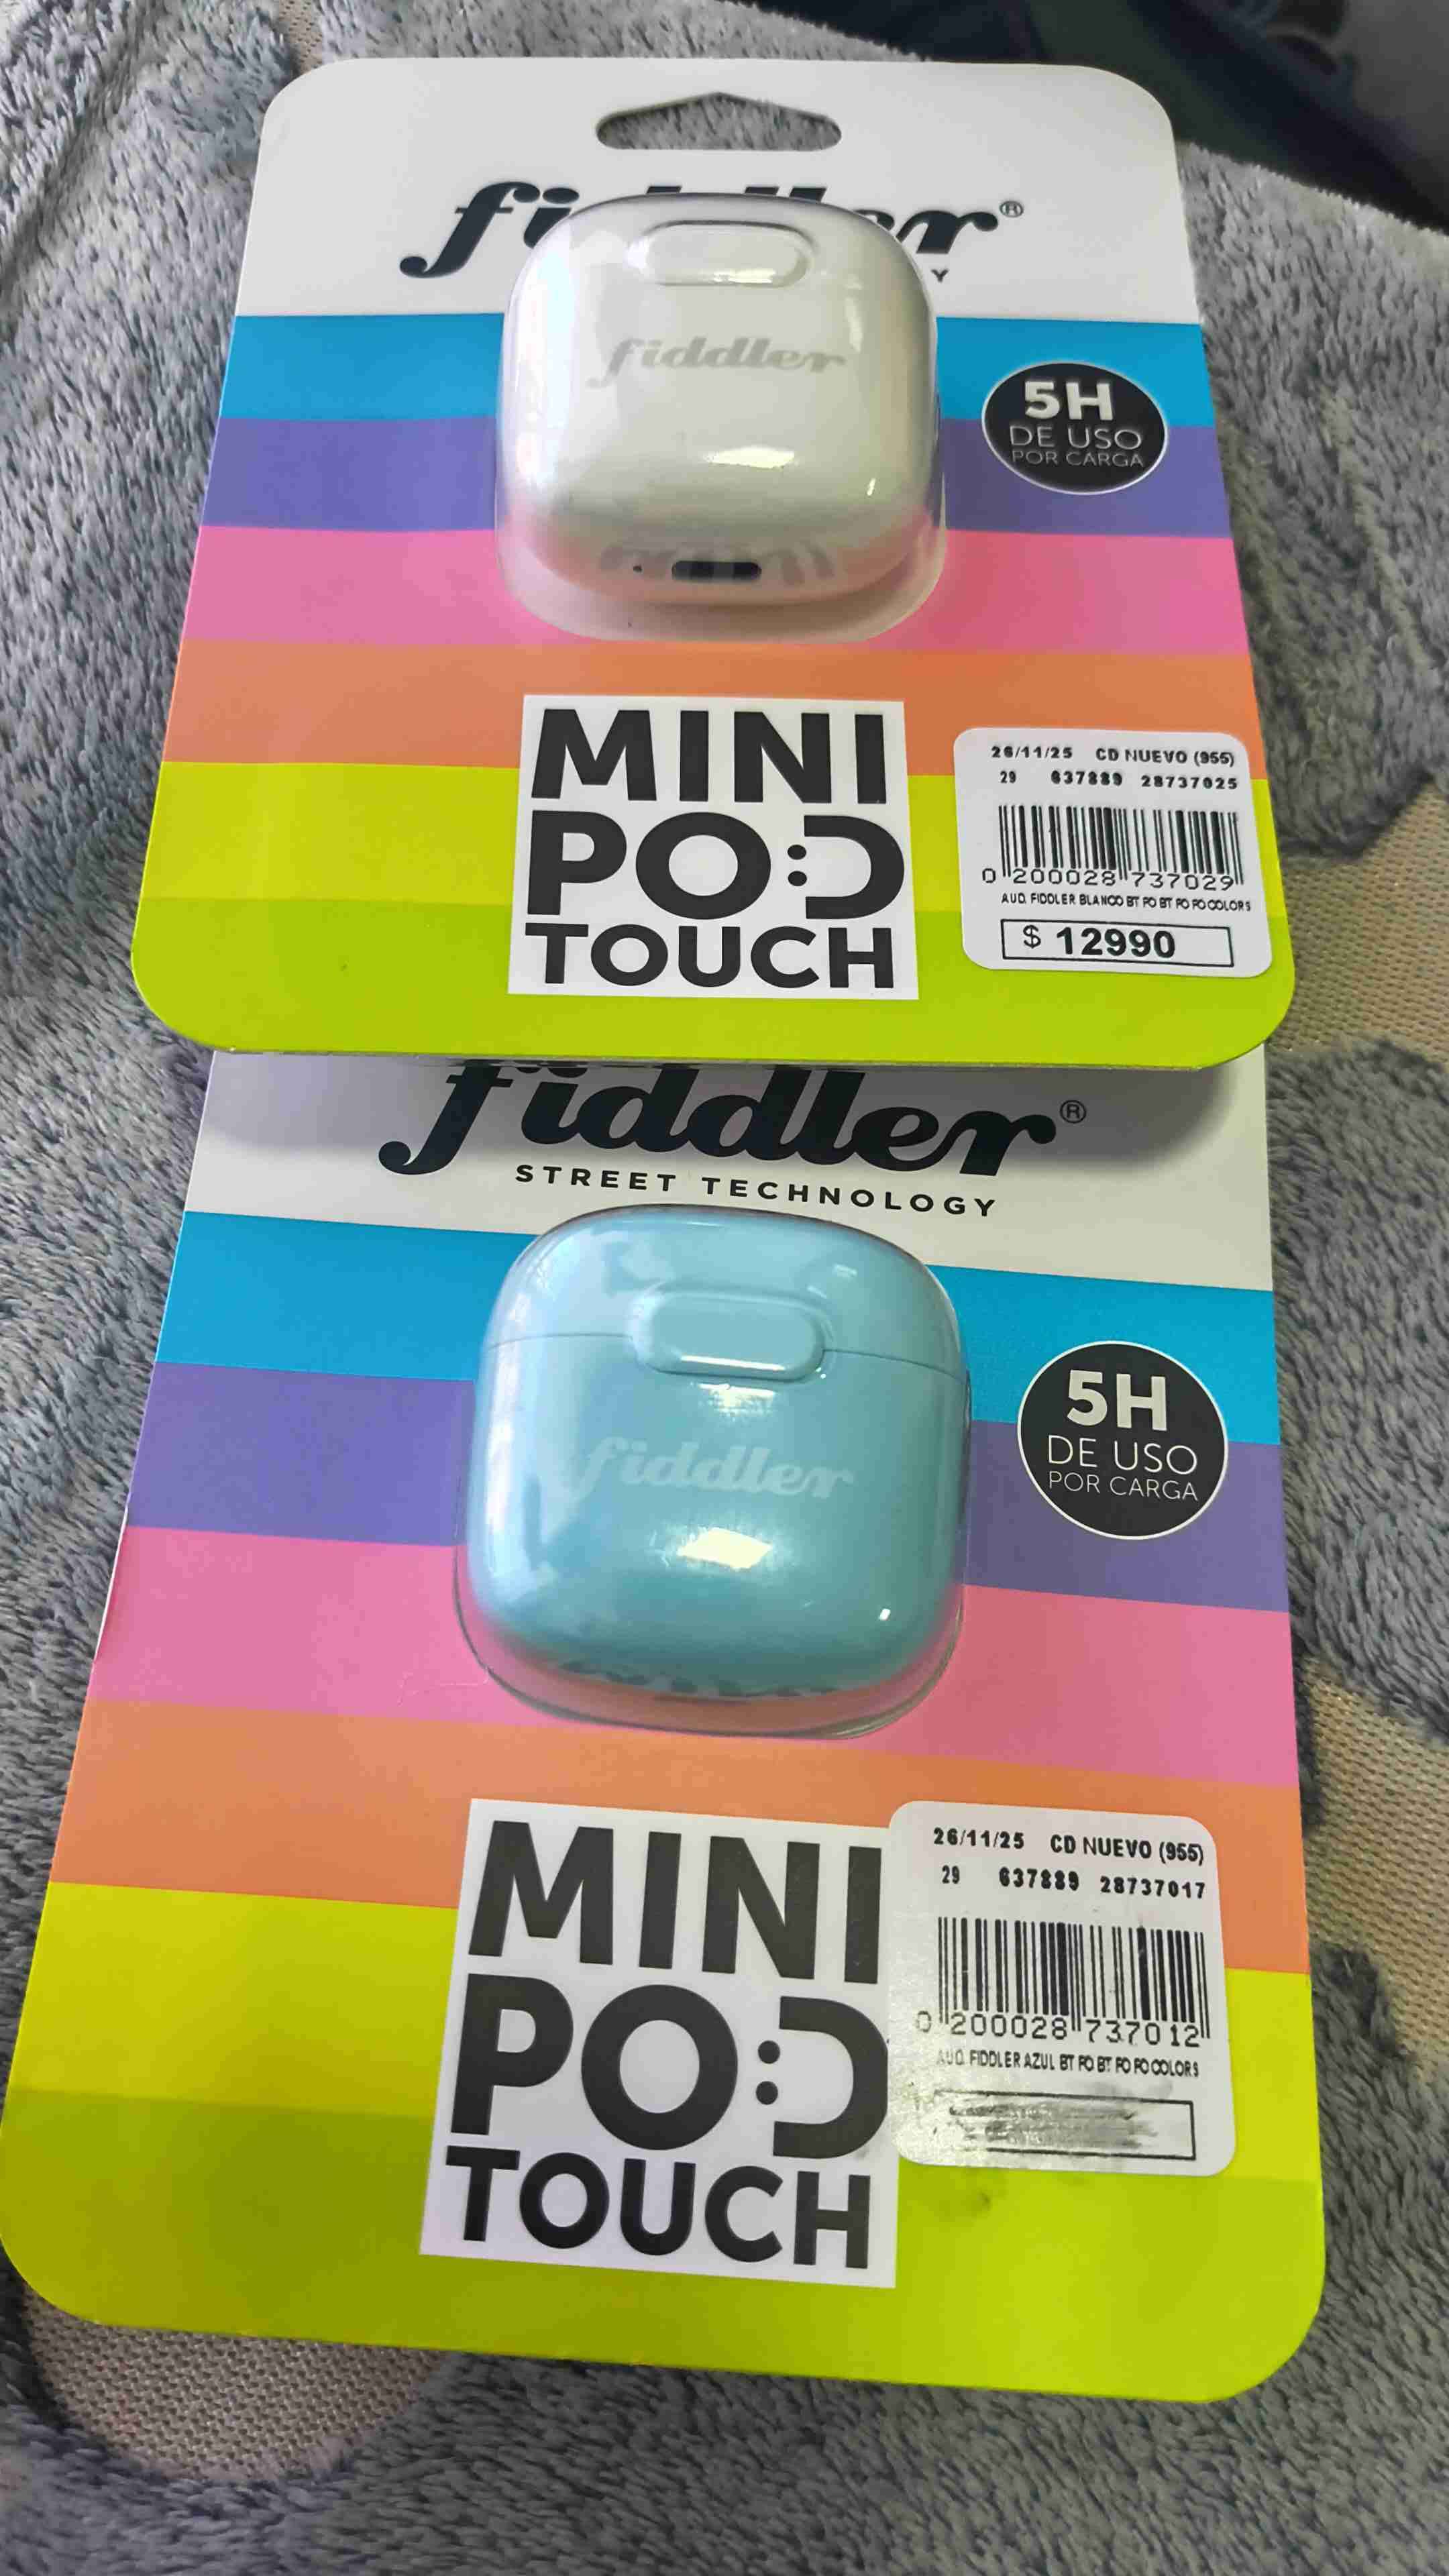 fiddler®
Y
fiddler
5H
DE USO
POR CARGA
MINI
POD
TOUCH
26/11/25 CD NUEVO (955)
29 637889 28737025
0 200028 737029
AUD. FIDDLER BLANCO BT PO BT PO PO COLORS
$ 12990
fiddler®
STREET TECHNOLOGY
fiddler
5H
DE USO
POR CARGA
MINI
POD
TOUCH
26/11/25 CD NUEVO (955)
29 637889 28737017
0 200028 737012
AUD. FIDDLER AZUL BT PO BT PO PO COLORS